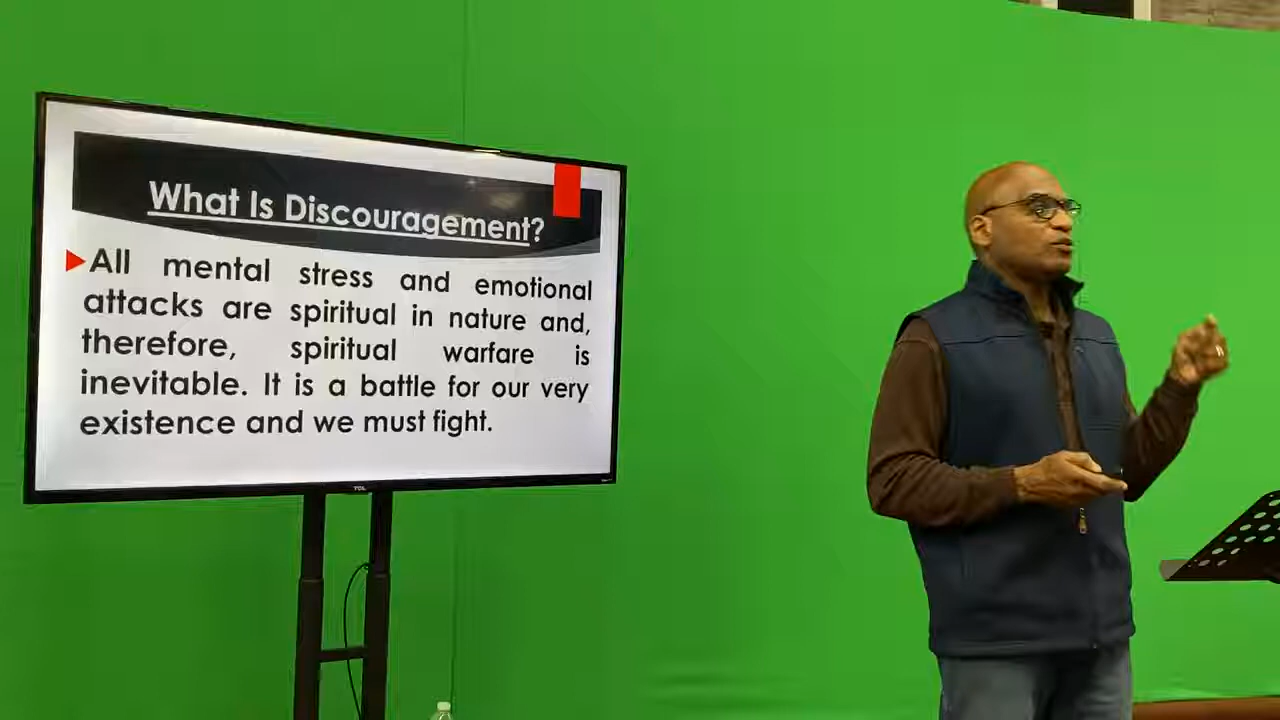 What Is Discouragement?
All mental stress and emotional
attacks are spiritual in nature and,
therefore, spiritual warfare is
inevitable. It is a battle for our very
existence and we must fight.
TCL